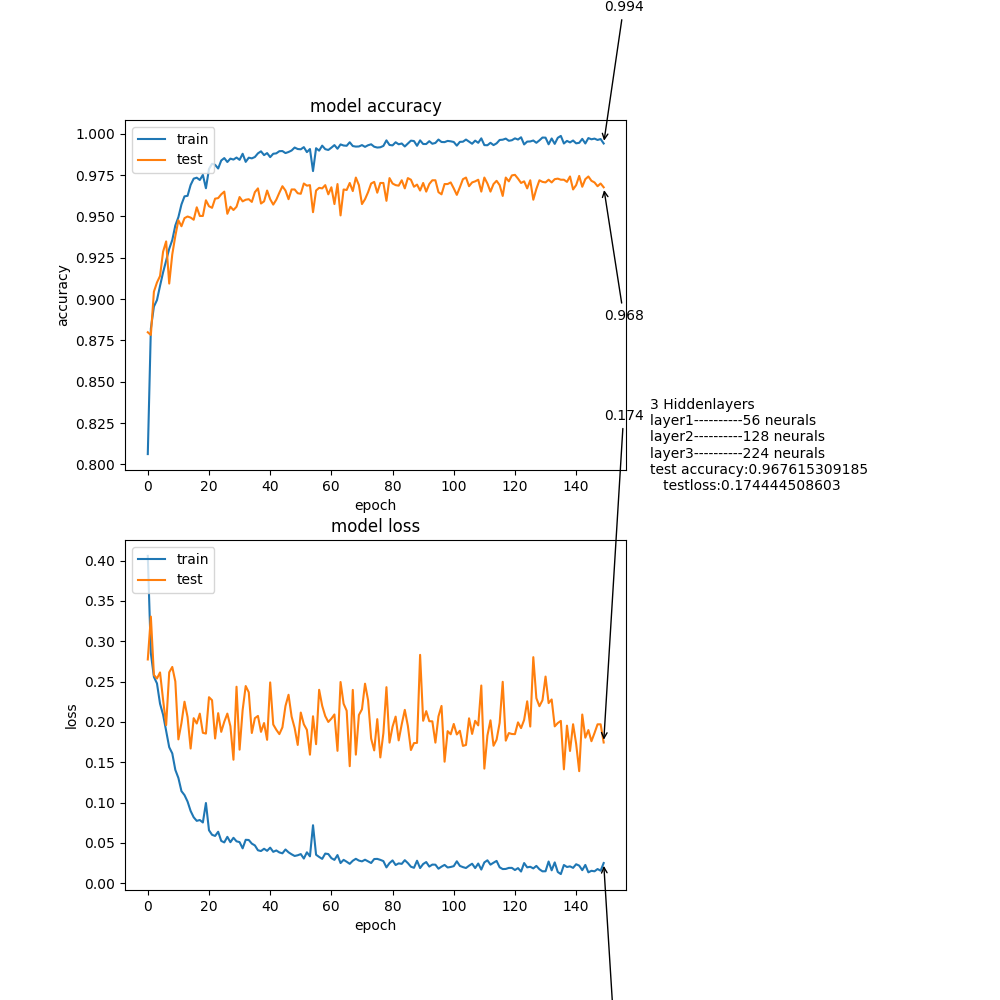 0.994
model accuracy
train
test
1.000
0.975
0.950
0.925
0.900
0.875
0.850
0.825
0.800
accuracy
0 20 40 60 80 100 120 140
epoch
0.968
0.174
3 Hiddenlayers
layer1----------56 neurals
layer2----------128 neurals
layer3----------224 neurals
test accuracy:0.967615309185
testloss:0.174444508603
model loss
train
test
0.40
0.35
0.30
0.25
0.20
0.15
0.10
0.05
0.00
loss
0 20 40 60 80 100 120 140
epoch